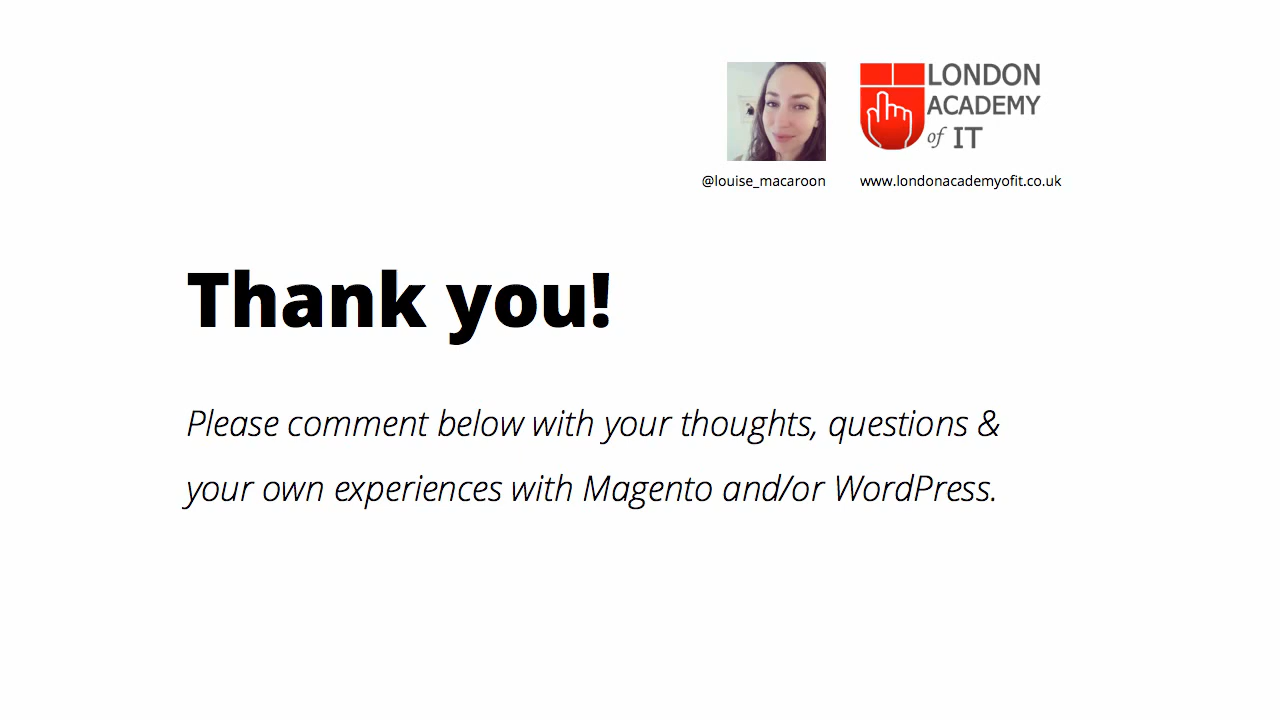 LONDON
ACADEMY
of IT
@louise_macaroon
www.londonacademyofit.co.uk
Thank you!
Please comment below with your thoughts, questions &
your own experiences with Magento and/or WordPress.